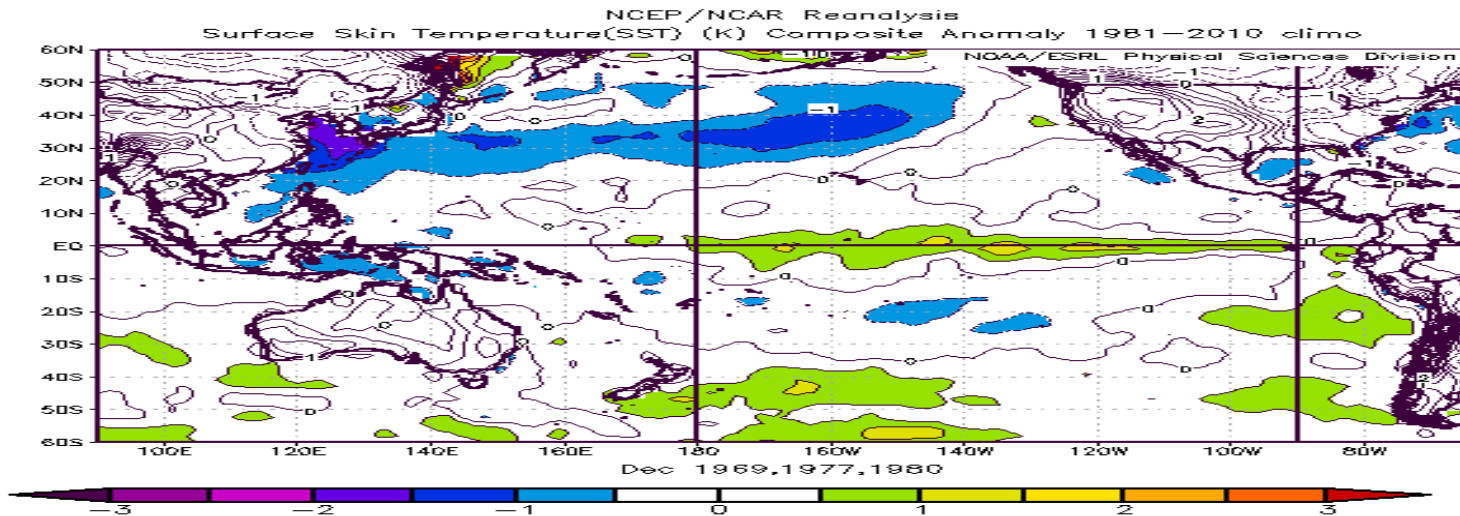 NCEP/NCAR Reanalysis
Surface Skin Temperature(SST) (K) Composite Anomaly 1981-2010 climo
NOAA/ESRL Physical Sciences Division
60N
50N
40N
30N
20N
10N
EQ
10S
20S
30S
40S
50S
60S
100E 120E 140E 160E 180 160W 140W 120W 100W 80W
Dec 1969,1977,1980
-3 -2 -1 0 1 2 3